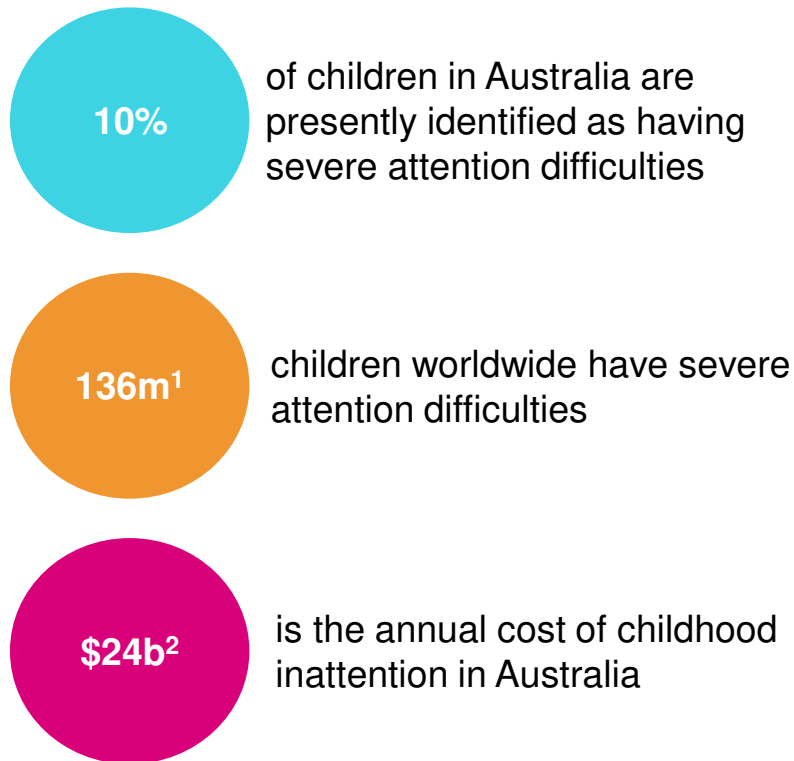 10%
of children in Australia are
presently identified as having
severe attention difficulties
136m¹
children worldwide have severe
attention difficulties
$24b²
is the annual cost of childhood
inattention in Australia